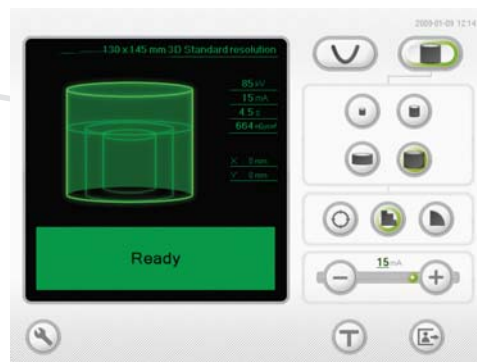 2009-01-09 12:14
130 x 145 mm 3D Standard resolution
85 kV
15 mA
4.5 s
664 mGycm²
X: 0 mm
Y: 0 mm
Ready
15 mA
T